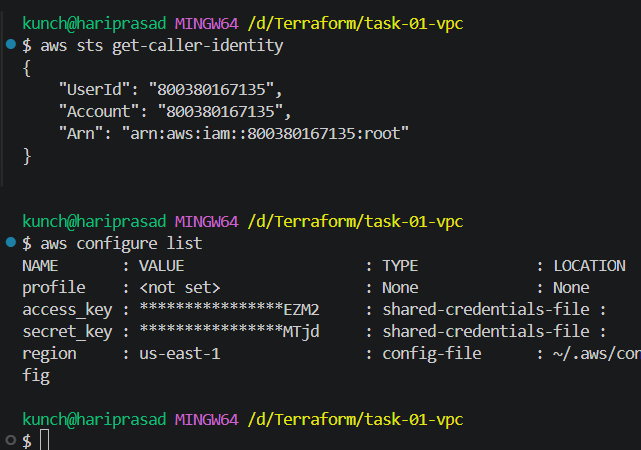 kunch@hariprasad MINGW64 /d/Terraform/task-01-vpc
$ aws sts get-caller-identity
{
    "UserId": "800380167135",
    "Account": "800380167135",
    "Arn": "arn:aws:iam::800380167135:root"
}
kunch@hariprasad MINGW64 /d/Terraform/task-01-vpc
$ aws configure list
NAME       : VALUE                    : TYPE             : LOCATION
profile    : <not set>                : None             : None
access_key : ****************EZM2     : shared-credentials-file :
secret_key : ****************MTjd     : shared-credentials-file :
region     : us-east-1                : config-file      : ~/.aws/con
fig
kunch@hariprasad MINGW64 /d/Terraform/task-01-vpc
$